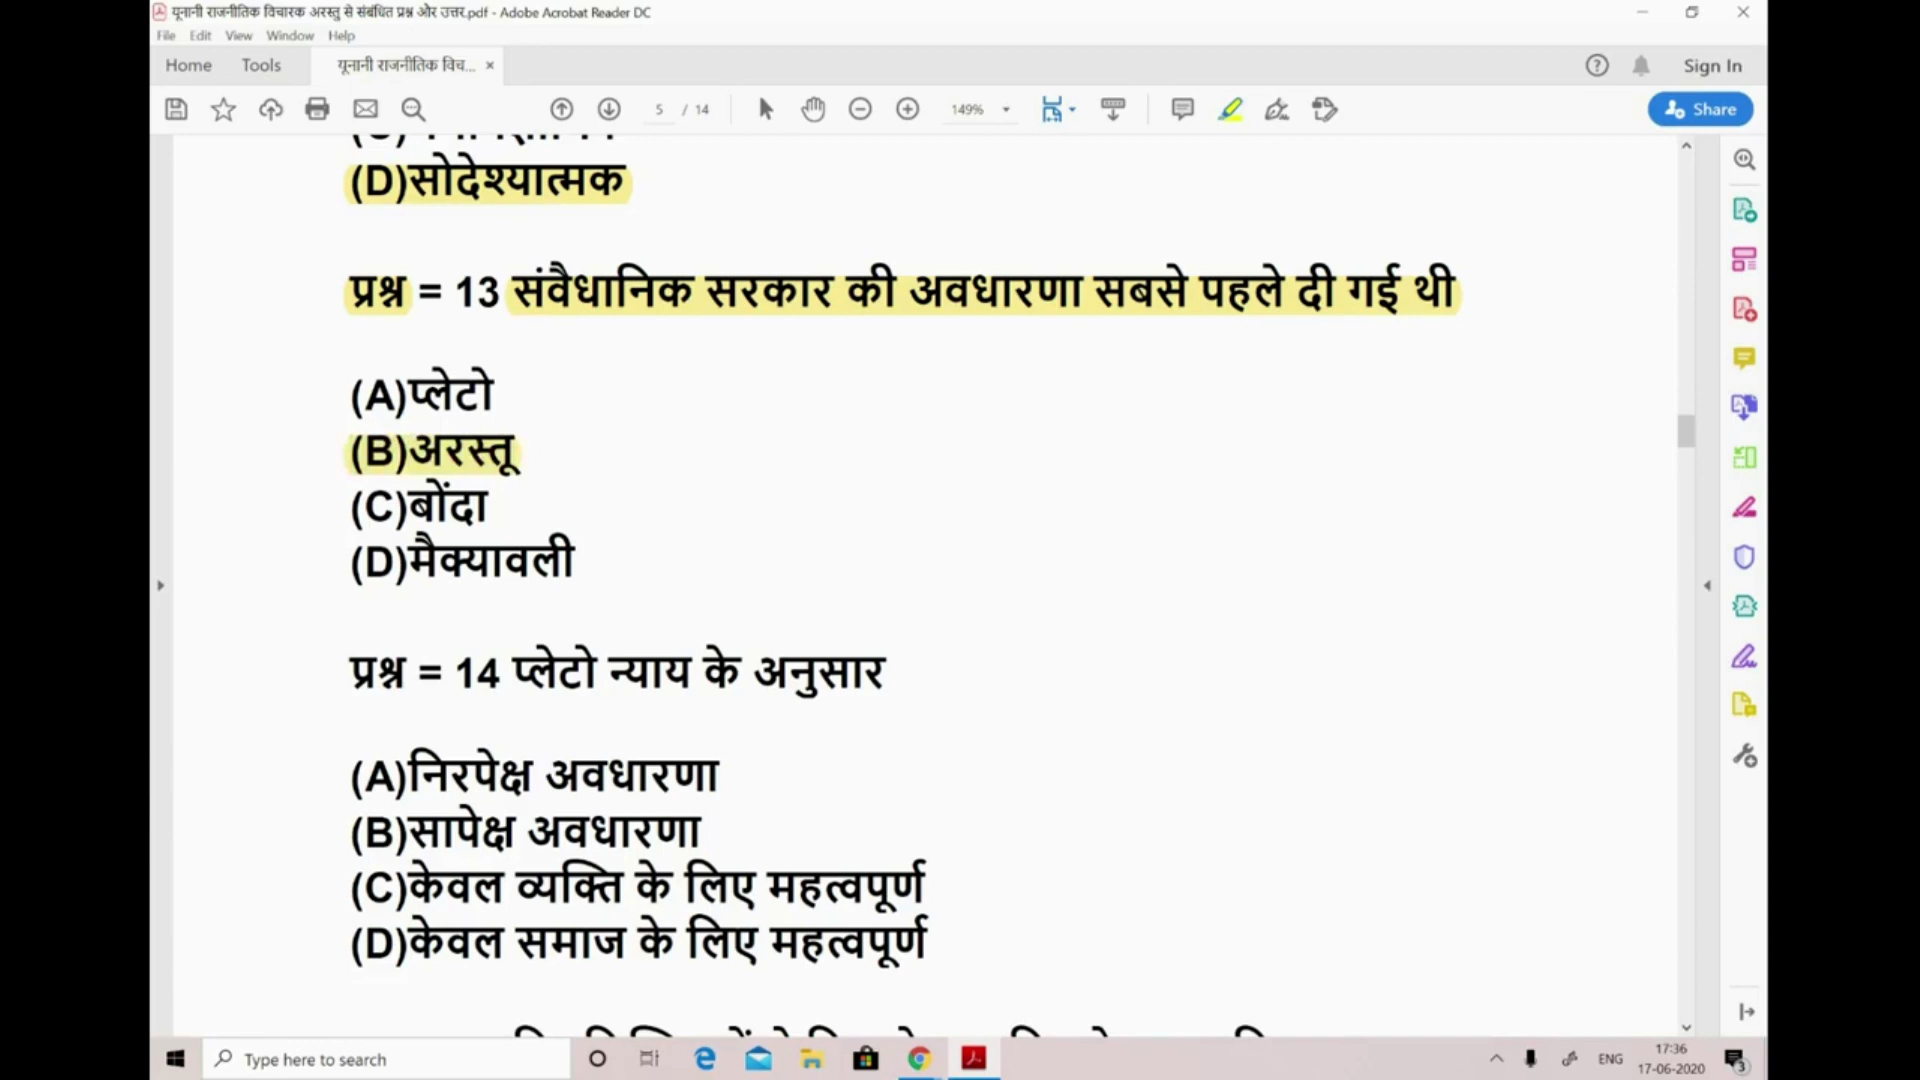 यूनानी राजनीतिक विचारक अरस्तु से संबंधित प्रश्न और उत्तर.pdf - Adobe Acrobat Reader DC
File Edit View Window Help
Home Tools यूनानी राजनीतिक विच... × Sign In
5 / 14 149% Share
(D)सोदेश्यात्मक
प्रश्न = 13 संवैधानिक सरकार की अवधारणा सबसे पहले दी गई थी
(A)प्लेटो
(B)अरस्तू
(C)बोंदा
(D)मैक्यावली
प्रश्न = 14 प्लेटो न्याय के अनुसार
(A)निरपेक्ष अवधारणा
(B)सापेक्ष अवधारणा
(C)केवल व्यक्ति के लिए महत्वपूर्ण
(D)केवल समाज के लिए महत्वपूर्ण
Type here to search
ENG
17:36
17-06-2020
3